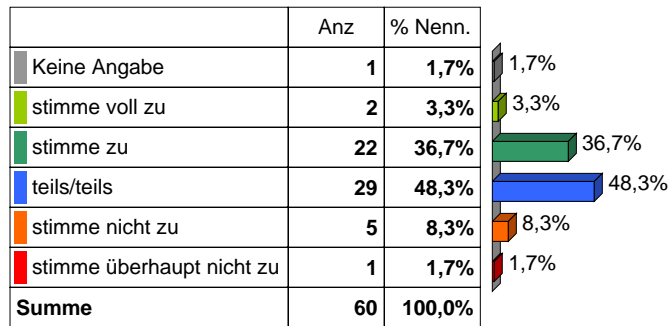 Anz % Nenn.
Keine Angabe 1 1,7% 1,7%
stimme voll zu 2 3,3% 3,3%
stimme zu 22 36,7% 36,7%
teils/teils 29 48,3% 48,3%
stimme nicht zu 5 8,3% 8,3%
stimme überhaupt nicht zu 1 1,7% 1,7%
Summe 60 100,0%